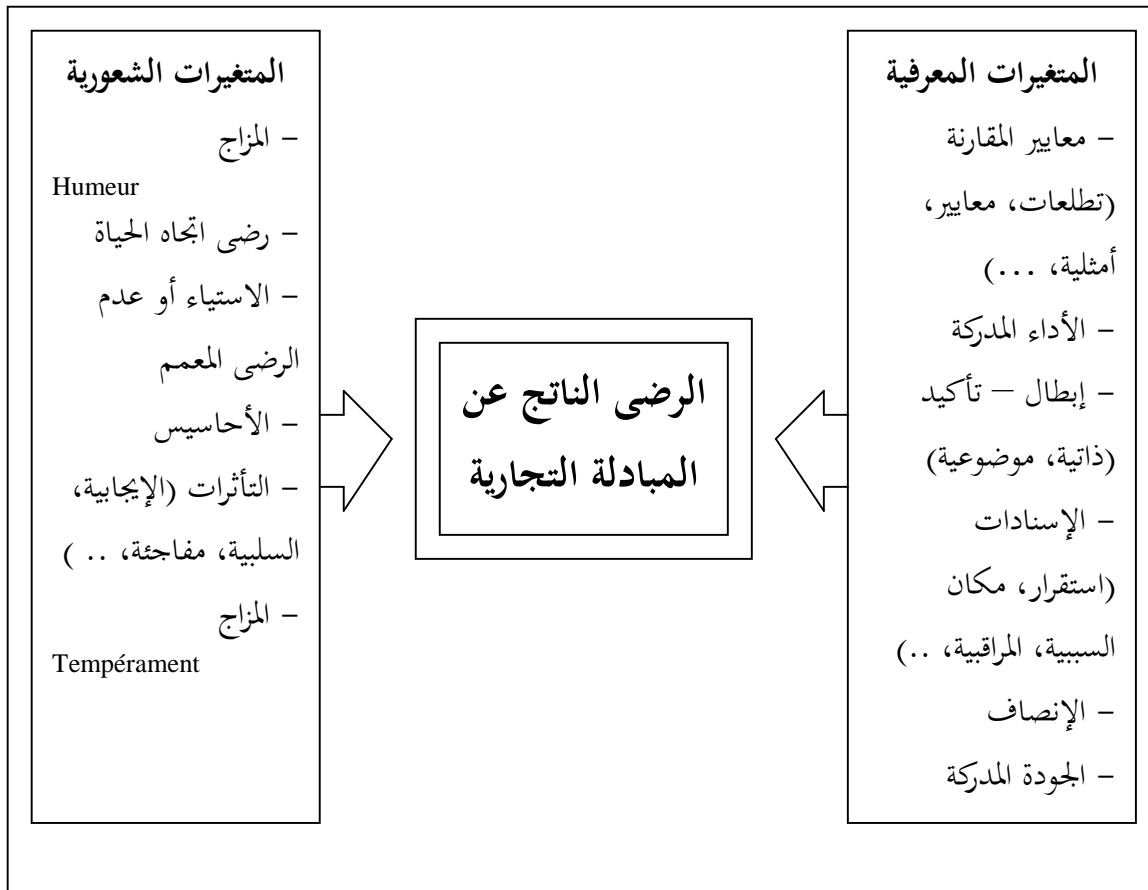 المتغيرات المعرفية
– معايير المقارنة
(تطلعات، معايير،
أمثلية، ...)
– الأداء المدركة
– إبطال – تأكيد
(ذاتية، موضوعية)
– الإسنادات
(استقرار، مكان
السببية، المراقبية، ..)
– الإنصاف
– الجودة المدركة
الرضى الناتج عن
المبادلة التجارية
المتغيرات الشعورية
– المزاج
Humeur
– رضى اتجاه الحياة
– الاستياء أو عدم
الرضى المعمم
– الأحاسيس
– التأثرات (الإيجابية،
السلبية، مفاجئة، .. )
– المزاج
Tempérament